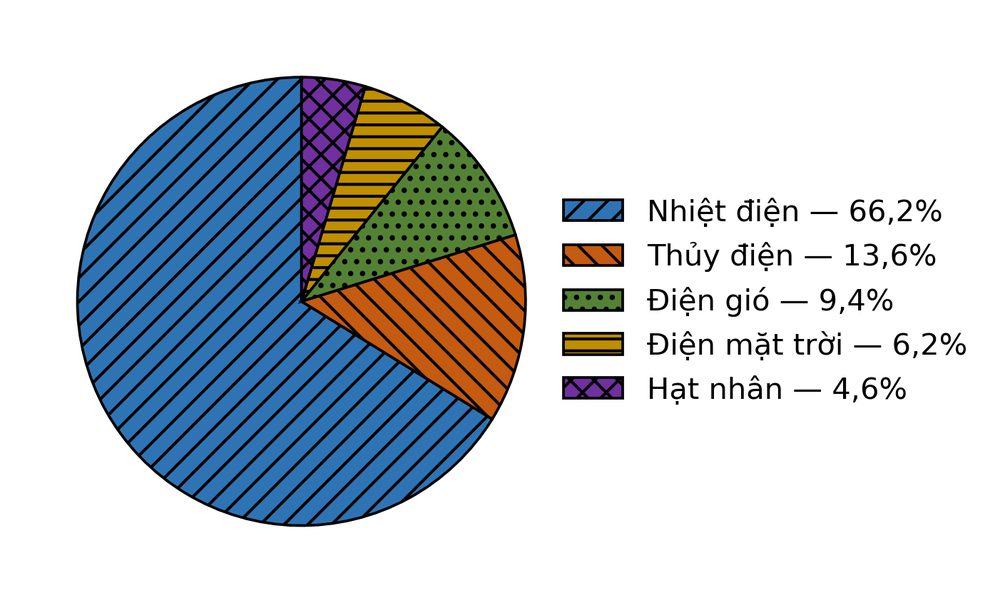 Nhiệt điện — 66,2%
Thủy điện — 13,6%
Điện gió — 9,4%
Điện mặt trời — 6,2%
Hạt nhân — 4,6%